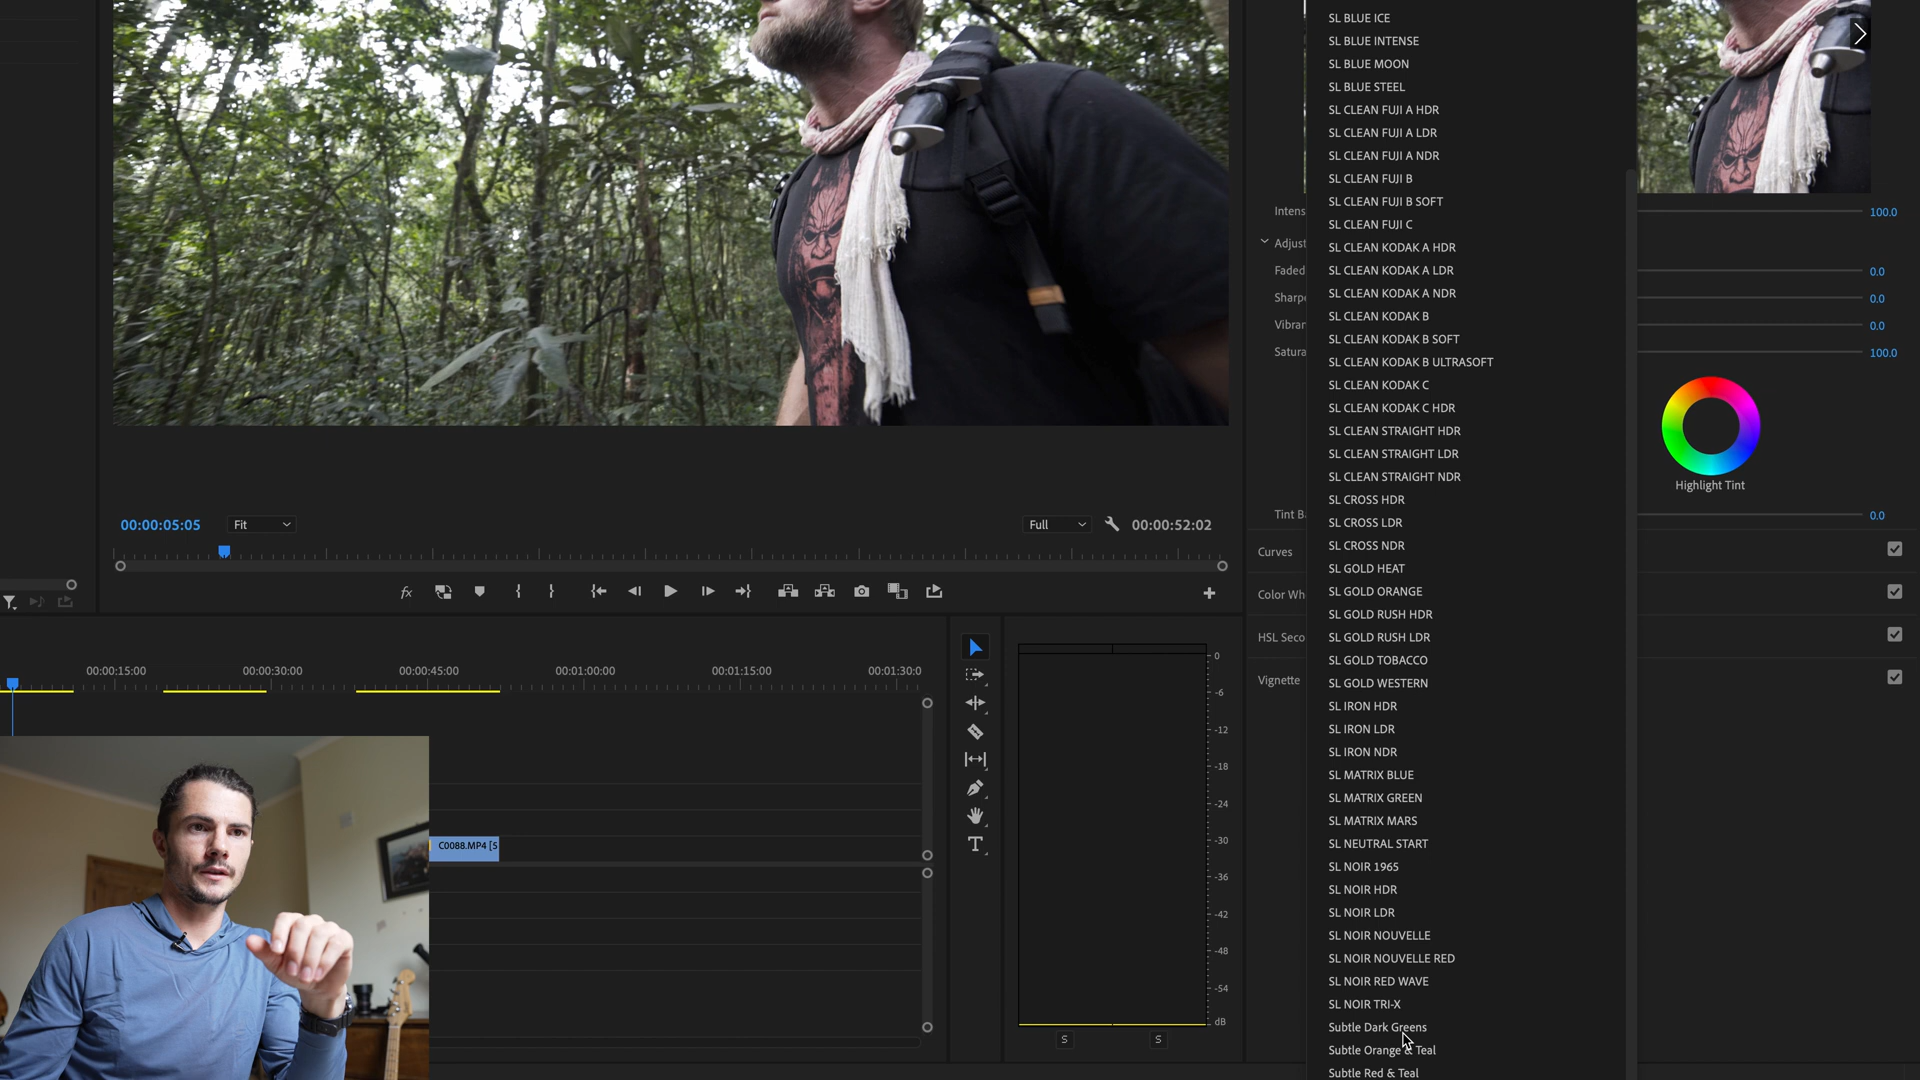 SL BLUE ICE
SL BLUE INTENSE
SL BLUE MOON
SL BLUE STEEL
SL CLEAN FUJI A HDR
SL CLEAN FUJI A LDR
SL CLEAN FUJI A NDR
SL CLEAN FUJI B
SL CLEAN FUJI B SOFT
SL CLEAN FUJI C
SL CLEAN KODAK A HDR
SL CLEAN KODAK A LDR
SL CLEAN KODAK A NDR
SL CLEAN KODAK B
SL CLEAN KODAK B SOFT
SL CLEAN KODAK B ULTRASOFT
SL CLEAN KODAK C
SL CLEAN KODAK C HDR
SL CLEAN STRAIGHT HDR
SL CLEAN STRAIGHT LDR
SL CLEAN STRAIGHT NDR
SL CROSS HDR
SL CROSS LDR
SL CROSS NDR
SL GOLD HEAT
SL GOLD ORANGE
SL GOLD RUSH HDR
SL GOLD RUSH LDR
SL GOLD TOBACCO
SL GOLD WESTERN
SL IRON HDR
SL IRON LDR
SL IRON NDR
SL MATRIX BLUE
SL MATRIX GREEN
SL MATRIX MARS
SL NEUTRAL START
SL NOIR 1965
SL NOIR HDR
SL NOIR LDR
SL NOIR NOUVELLE
SL NOIR NOUVELLE RED
SL NOIR RED WAVE
SL NOIR TRI-X
Subtle Dark Greens
Subtle Orange & Teal
Subtle Red & Teal
Intens 100.0
Adjust
Faded 0.0
Sharpe 0.0
Vibran 0.0
Satura 100.0
Highlight Tint
Tint Ba 0.0
Curves
Color Wh
HSL Seco
Vignette
00:00:05:05 Fit Full 00:00:52:02
fx
00:00:15:00 00:00:30:00 00:00:45:00 00:01:00:00 00:01:15:00 00:01:30:0
C0088.MP4 [5
T
0
-6
-12
-18
-24
-30
-36
-42
-48
-54
dB
S S